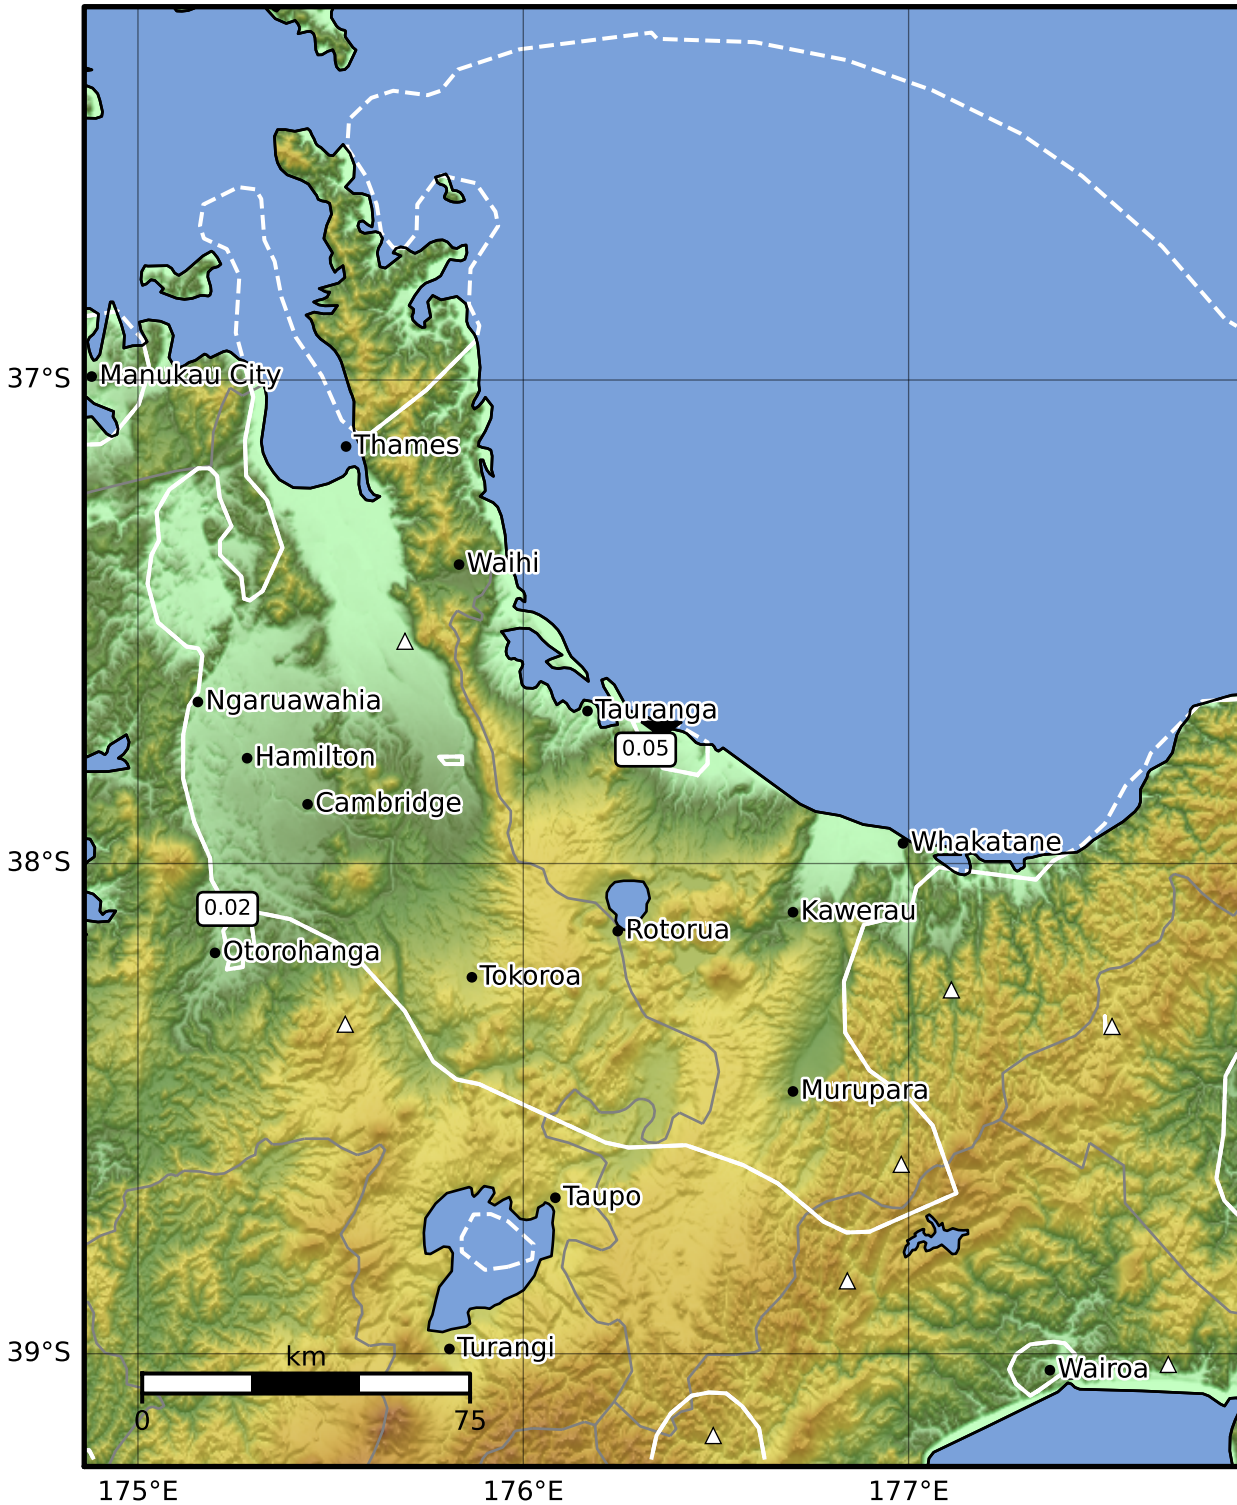 37°S
Manukau City
Thames
Waihi
Ngaruawahia
Tauranga
0.05
Hamilton
Cambridge
Whakatane
38°S
0.02
Kawerau
Rotorua
Otorohanga
Tokoroa
Murupara
Taupo
Turangi
39°S
km
Wairoa
0
75
175°E
176°E
177°E